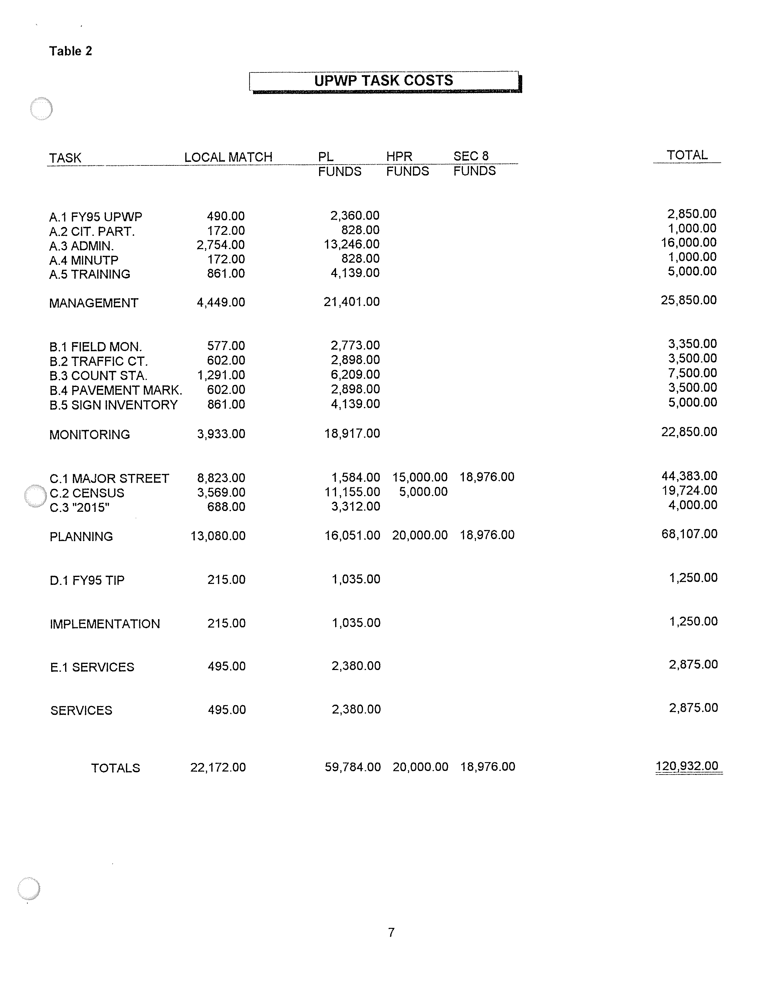 Table 2
UPWP TASK COSTS
TASK LOCAL MATCH PL HPR SEC 8 TOTAL
FUNDS FUNDS FUNDS
A.1 FY95 UPWP 490.00 2,360.00 2,850.00
A.2 CIT. PART. 172.00 828.00 1,000.00
A.3 ADMIN. 2,754.00 13,246.00 16,000.00
A.4 MINUTP 172.00 828.00 1,000.00
A.5 TRAINING 861.00 4,139.00 5,000.00
MANAGEMENT 4,449.00 21,401.00 25,850.00
B.1 FIELD MON. 577.00 2,773.00 3,350.00
B.2 TRAFFIC CT. 602.00 2,898.00 3,500.00
B.3 COUNT STA. 1,291.00 6,209.00 7,500.00
B.4 PAVEMENT MARK. 602.00 2,898.00 3,500.00
B.5 SIGN INVENTORY 861.00 4,139.00 5,000.00
MONITORING 3,933.00 18,917.00 22,850.00
C.1 MAJOR STREET 8,823.00 1,584.00 15,000.00 18,976.00 44,383.00
C.2 CENSUS 3,569.00 11,155.00 5,000.00 19,724.00
C.3 "2015" 688.00 3,312.00 4,000.00
PLANNING 13,080.00 16,051.00 20,000.00 18,976.00 68,107.00
D.1 FY95 TIP 215.00 1,035.00 1,250.00
IMPLEMENTATION 215.00 1,035.00 1,250.00
E.1 SERVICES 495.00 2,380.00 2,875.00
SERVICES 495.00 2,380.00 2,875.00
TOTALS 22,172.00 59,784.00 20,000.00 18,976.00 120,932.00
7